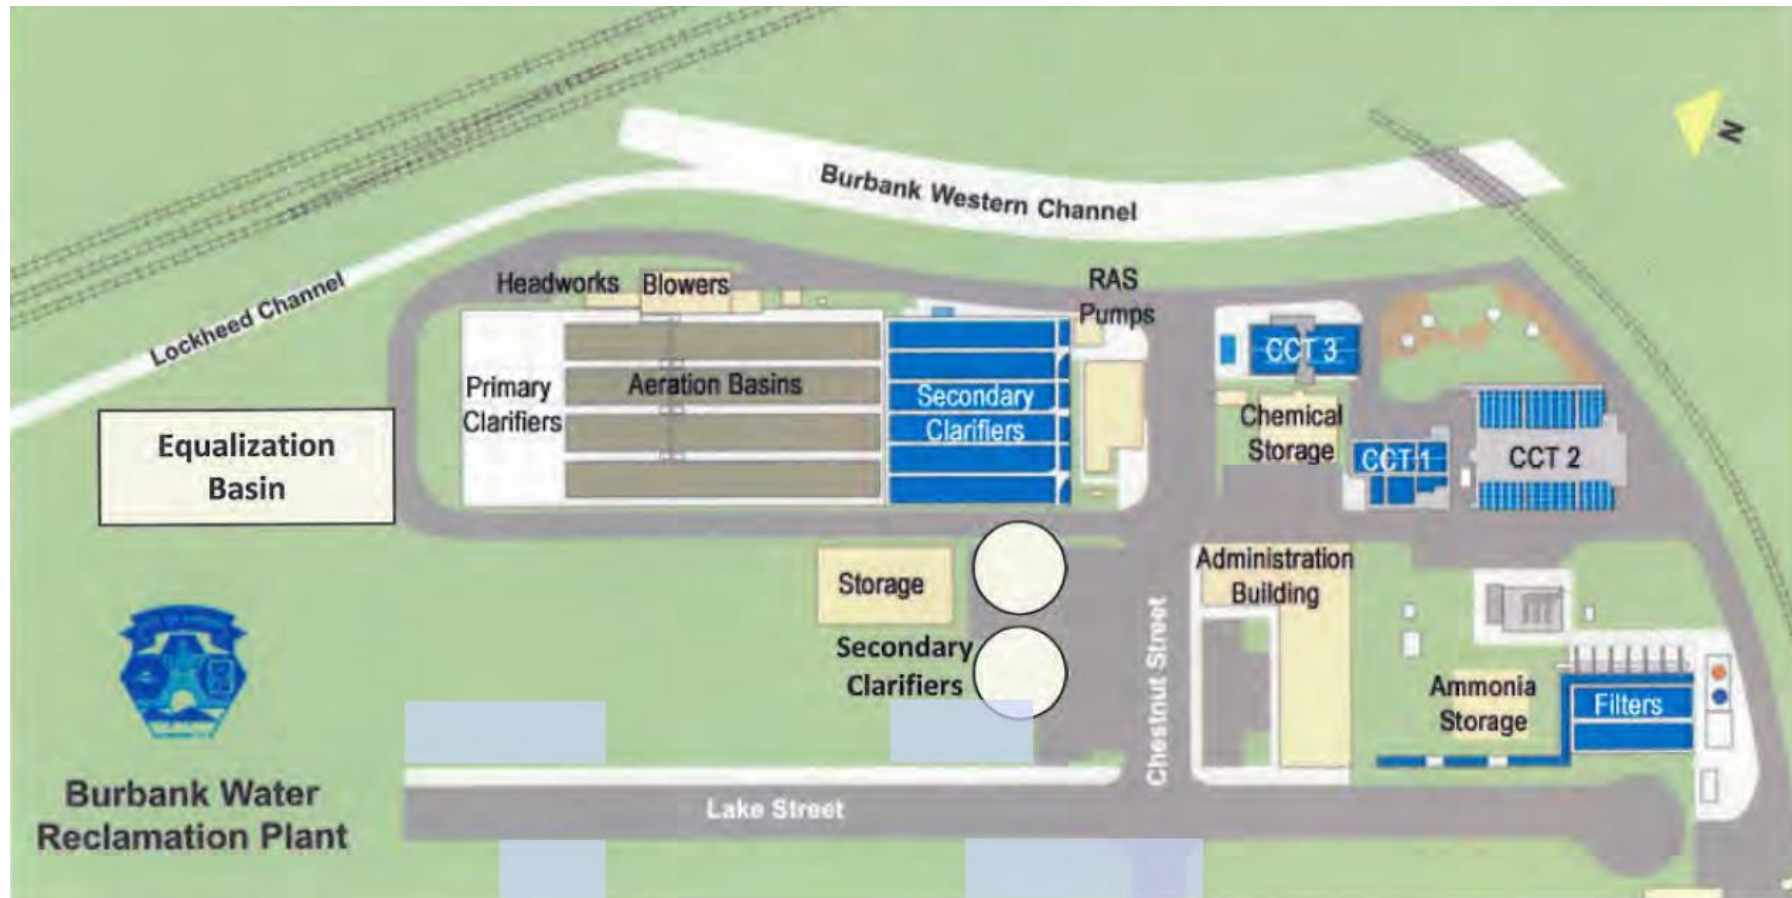 N
Burbank Western Channel
Lockheed Channel
Headworks
Blowers
RAS
Pumps
CCT 3
Primary
Clarifiers
Aeration Basins
Secondary
Clarifiers
Chemical
Storage
CCT 1
CCT 2
Equalization
Basin
Storage
Administration
Building
Secondary
Clarifiers
Chestnut Street
Ammonia
Storage
Filters
Burbank Water
Reclamation Plant
Lake Street